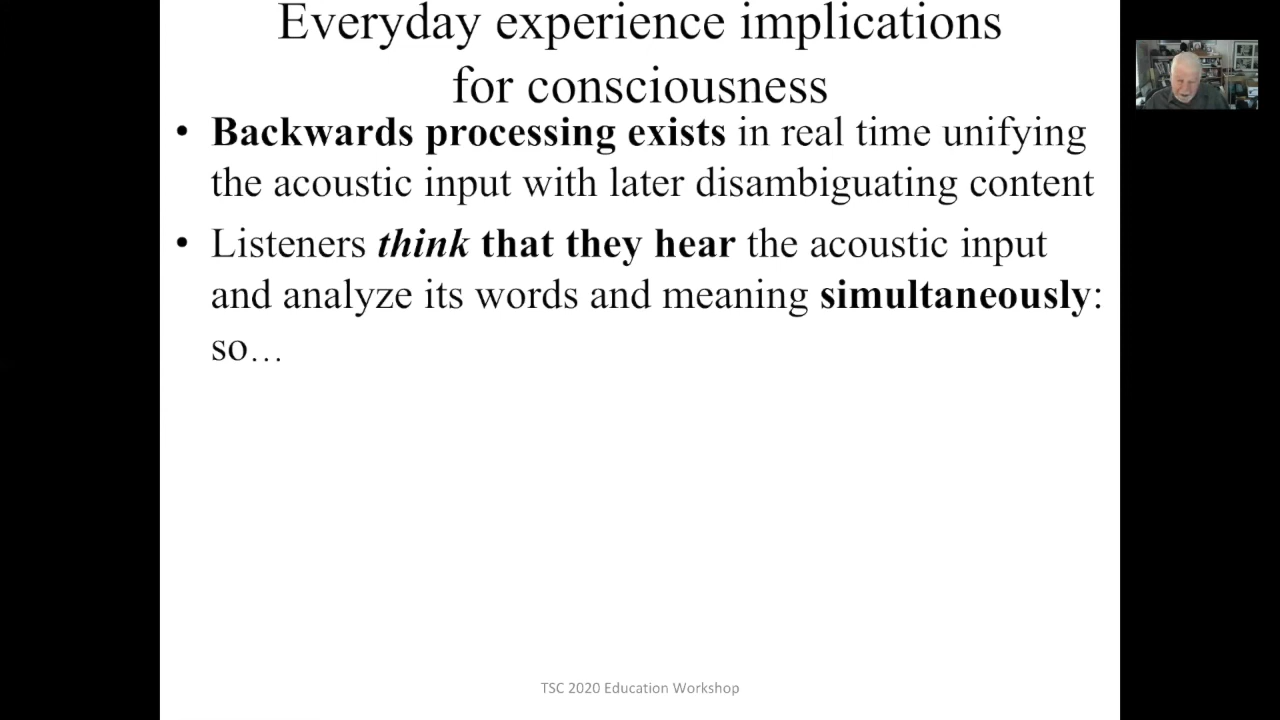 Everyday experience implications
for consciousness
• Backwards processing exists in real time unifying
the acoustic input with later disambiguating content
• Listeners think that they hear the acoustic input
and analyze its words and meaning simultaneously:
so…
TSC 2020 Education Workshop